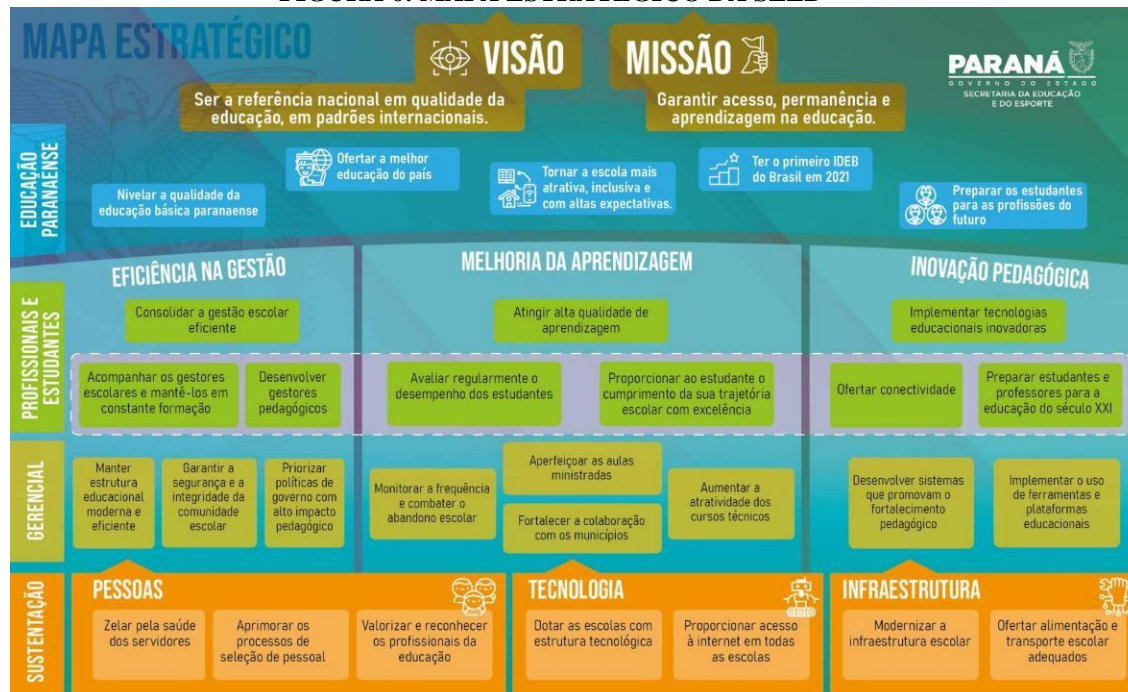 MAPA ESTRATÉGICO
VISÃO
Ser a referência nacional em qualidade da
educação, em padrões internacionais.
MISSÃO
Garantir acesso, permanência e
aprendizagem na educação.
PARANÁ
GOVERNO DO ESTADO
SECRETARIA DA EDUCAÇÃO
E DO ESPORTE
EDUCAÇÃO
PARANAENSE
Nivelar a qualidade da
educação básica paranaense
Ofertar a melhor
educação do país
Tornar a escola mais
atrativa, inclusiva e
com altas expectativas.
Ter o primeiro IDEB
do Brasil em 2021
Preparar os estudantes
para as profissões do
futuro
EFICIÊNCIA NA GESTÃO
MELHORIA DA APRENDIZAGEM
INOVAÇÃO PEDAGÓGICA
PROFISSIONAIS E
ESTUDANTES
Consolidar a gestão escolar
eficiente
Atingir alta qualidade de
aprendizagem
Implementar tecnologias
educacionais inovadoras
Acompanhar os gestores
escolares e mantê-los em
constante formação
Desenvolver
gestores
pedagógicos
Avaliar regularmente o
desempenho dos estudantes
Proporcionar ao estudante o
cumprimento da sua trajetória
escolar com excelência
Ofertar conectividade
Preparar estudantes e
professores para a
educação do século XXI
GERENCIAL
Manter
estrutura
educacional
moderna e
eficiente
Garantir a
segurança e a
integridade da
comunidade
escolar
Priorizar
políticas de
governo com
alto impacto
pedagógico
Monitorar a frequência
e combater o
abandono escolar
Aperfeiçoar as aulas
ministradas
Fortalecer a colaboração
com os municípios
Aumentar a
atratividade dos
cursos técnicos
Desenvolver sistemas
que promovam o
fortalecimento
pedagógico
Implementar o uso
de ferramentas e
plataformas
educacionais
SUSTENTAÇÃO
PESSOAS
Zelar pela saúde
dos servidores
Aprimorar os
processos de
seleção de pessoal
Valorizar e reconhecer
os profissionais da
educação
TECNOLOGIA
Dotar as escolas com
estrutura tecnológica
Proporcionar acesso
à internet em todas
as escolas
INFRAESTRUTURA
Modernizar a
infraestrutura escolar
Ofertar alimentação e
transporte escolar
adequados